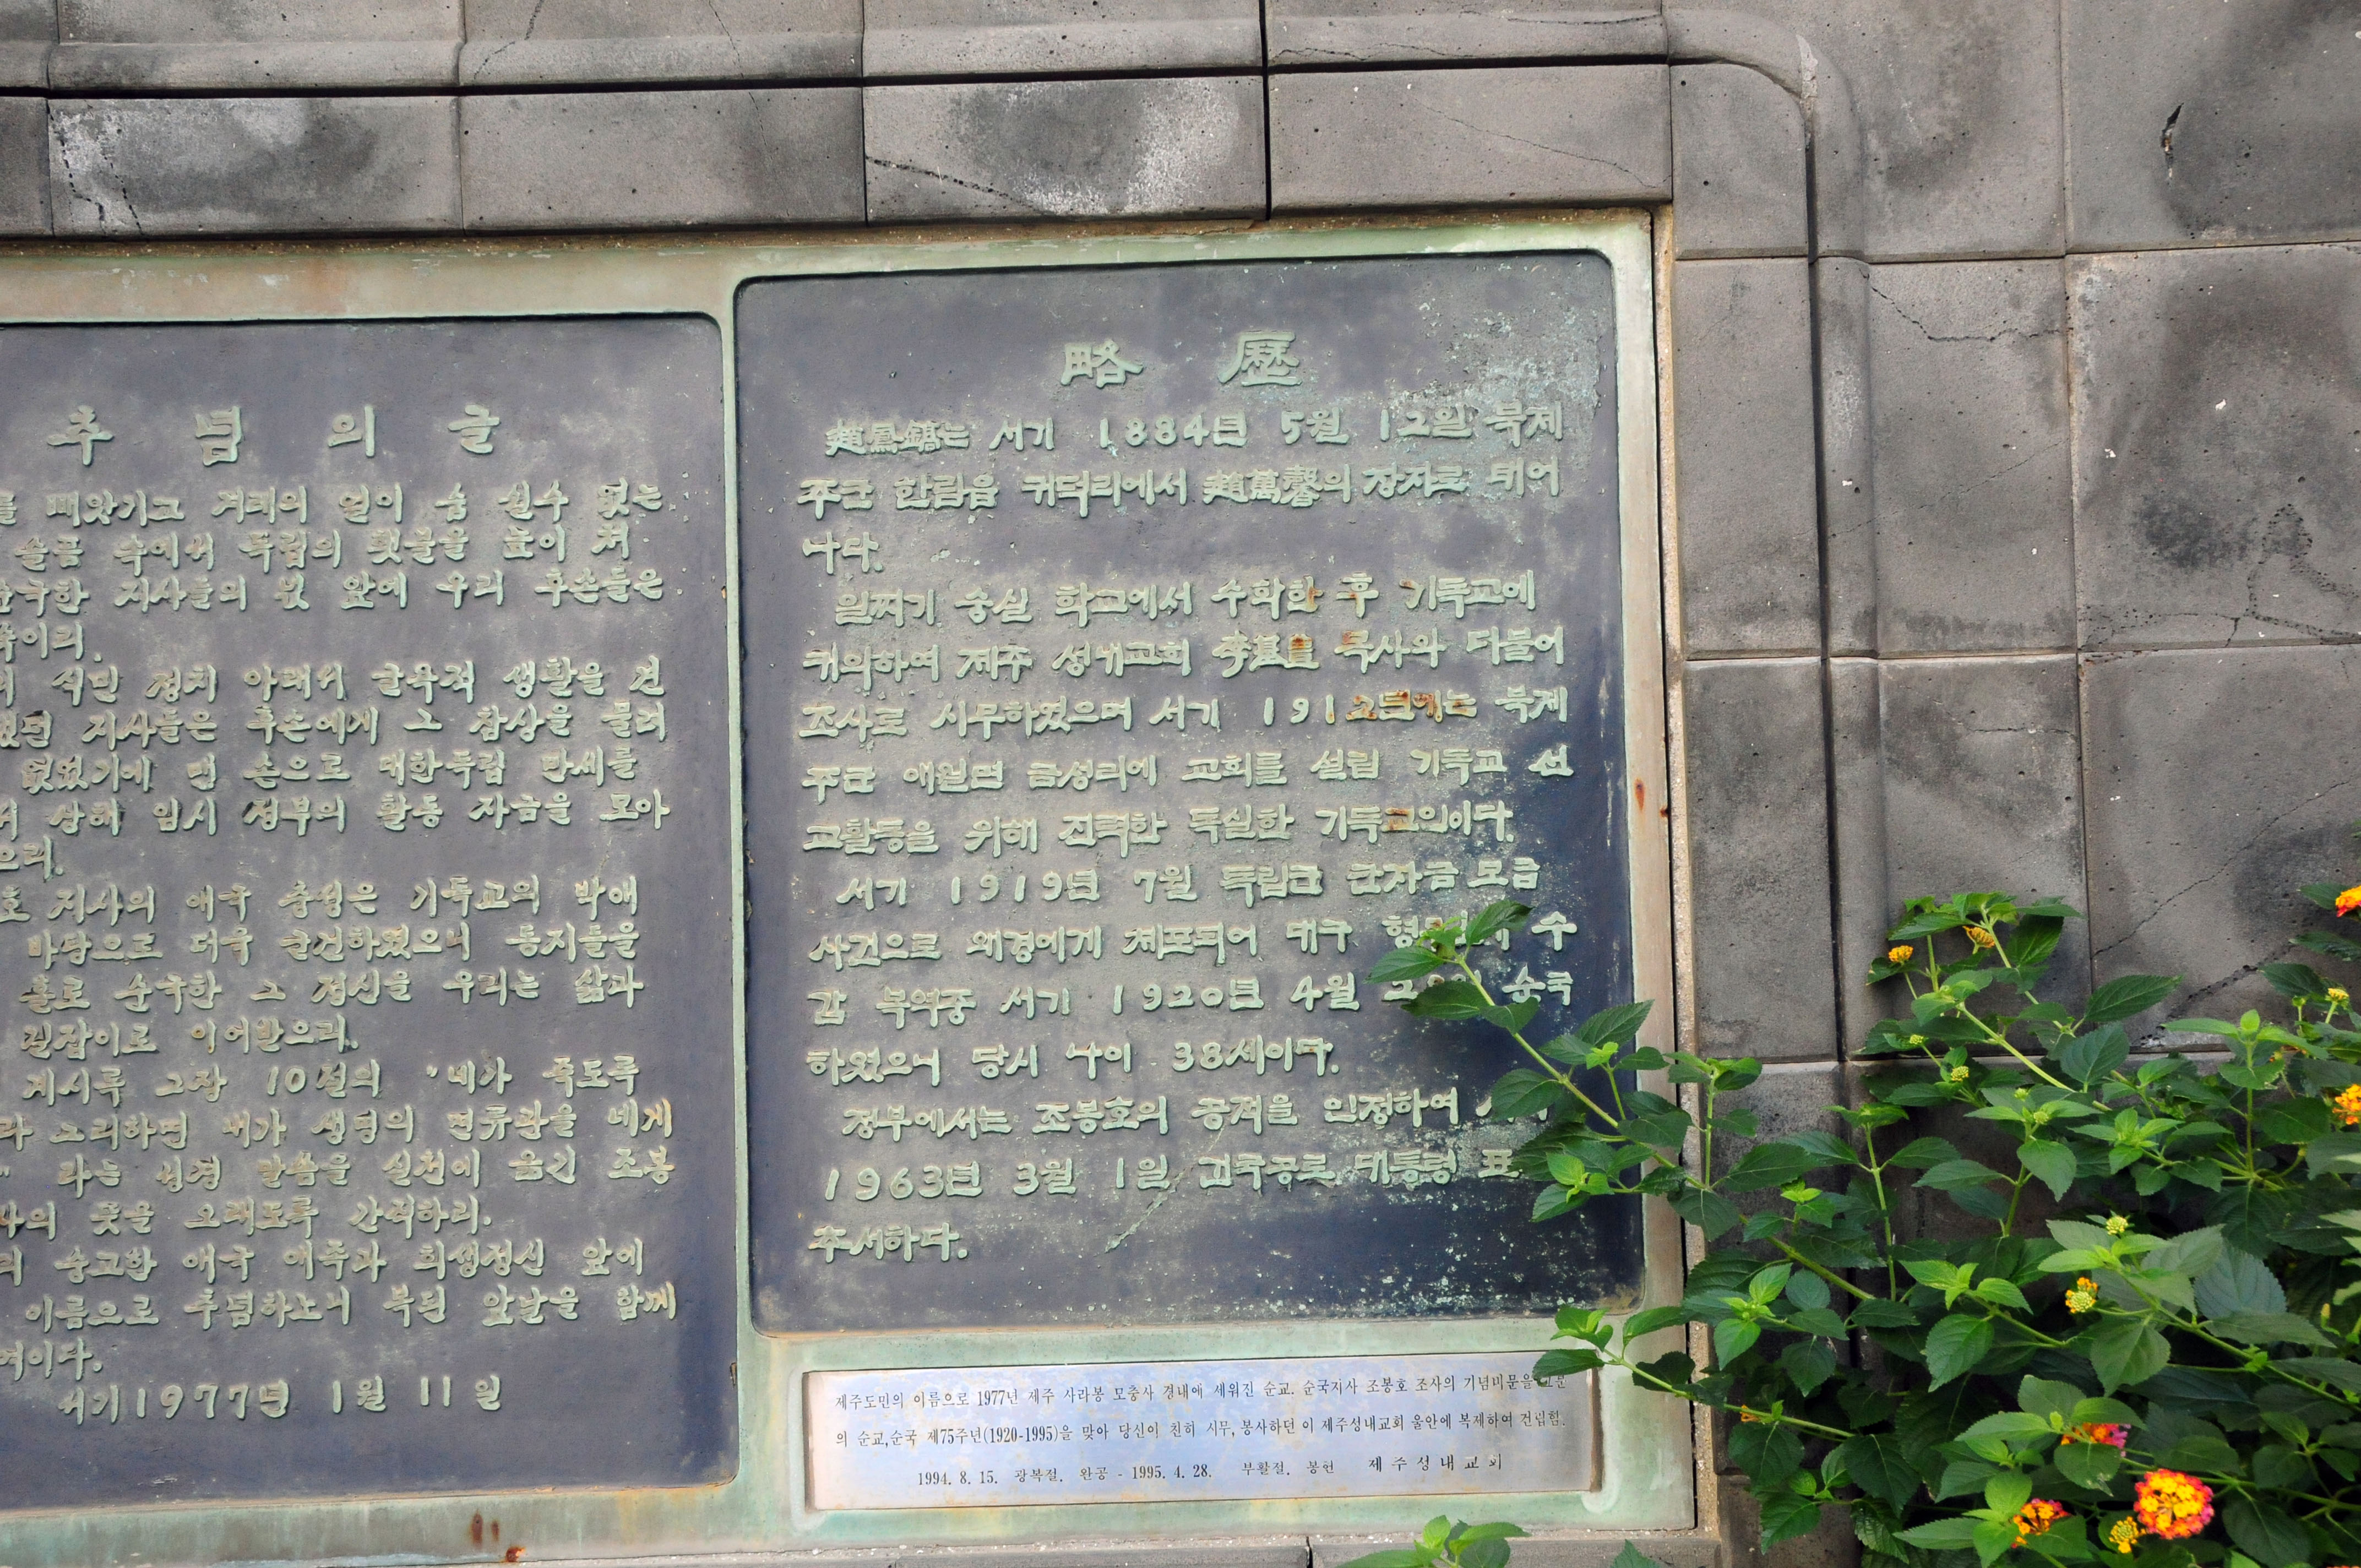 추념의 글
를 빼앗기고 겨레의 얼이 숨 쉴수 없는
슬픔 속에서 독립의 횃불을 높이 쳐
순국한 지사들의 넋 앞에 우리 후손들은
속이리.
의 식민 정치 아래서 굴욕적 생활을 건
했던 지사들은 후손에게 그 참상을 물려
없었기에 맨 손으로 대한독립 만세를
서 상해 임시 정부의 활동 자금을 모아
으리.
호 지사의 애국 충성은 기독교의 박애
바탕으로 더욱 굳건하였으니 동지들을
홀로 순국한 그 정신을 우리는 삶과
길잡이로 이어받으리.
계시록 2장 10절의 '네가 죽도록
라 그리하면 내가 생명의 면류관을 네게
" 라는 성경 말씀을 실천에 옮긴 조봉
사의 뜻을 오래도록 간직하리.
의 숭고함 애국 애족과 희생정신 앞에
이름으로 추념하노니 복된 앞날을 함께
여이다.
서기 1977년 1월 11일
略歷
趙鳳鎬는 서기 1884년 5월 12일 북제
주군 한림읍 귀덕리에서 趙萬馨의 장자로 태어
나다.
일찌기 숭실 학교에서 수학한 후 기독교에
귀의하여 제주 성내교회 李基豊 목사와 더불어
조사로 시무하였으며 서기 1912년에는 북제
주군 애월면 금성리에 교회를 설립 기독교 선
교활동을 위해 진력한 독실한 기독교인이다.
서기 1919년 7월 독립군 군자금 모금
사건으로 왜경에게 체포되어 대구 수
감 복역중 서기 1920년 4월 순국
하였으니 당시 나이 38세이다.
정부에서는 조봉호의 공적을 인정하여
1963년 3월 1일 건국공로 대통령 표
추서하다.
제주도민의 이름으로 1977년 제주 사라봉 모충사 경내에 세워진 순교. 순국지사 조봉호 조사의 기념비문을
의 순교,순국 제75주년(1920-1995)을 맞아 당신이 친히 시무, 봉사하던 이 제주성내교회 울안에 복제하여 건립함.
1994. 8. 15. 광복절. 완공 - 1995. 4. 28. 부활절. 봉헌 제주성내교회